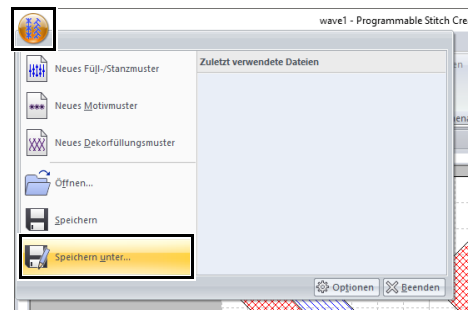 wave1 - Programmable Stitch Cre
Neues Füll-/Stanzmuster
Zuletzt verwendete Dateien
Neues Motivmuster
Neues Dekorfüllungsmuster
Öffnen...
Speichern
Speichern unter...
Optionen
Beenden